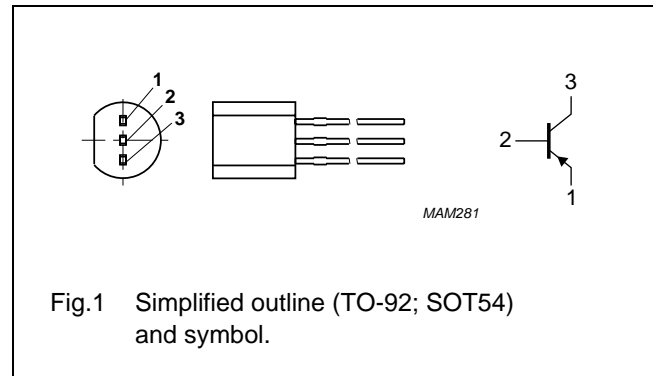 1
2
3
3
2
1
MAM281
Fig.1 Simplified outline (TO-92; SOT54)
and symbol.